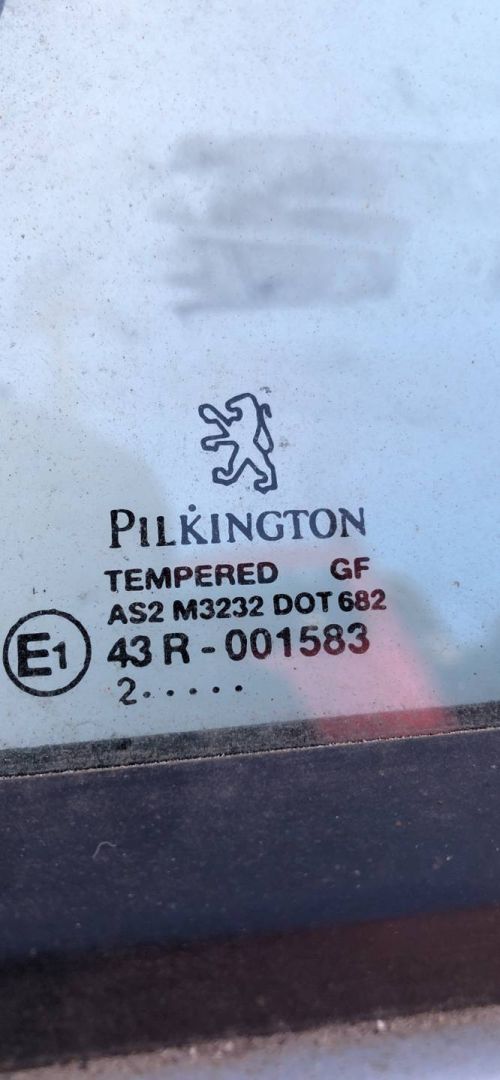 PILKINGTON
TEMPERED GF
AS2 M3232 DOT 682
E1 43 R - 001583
2.....